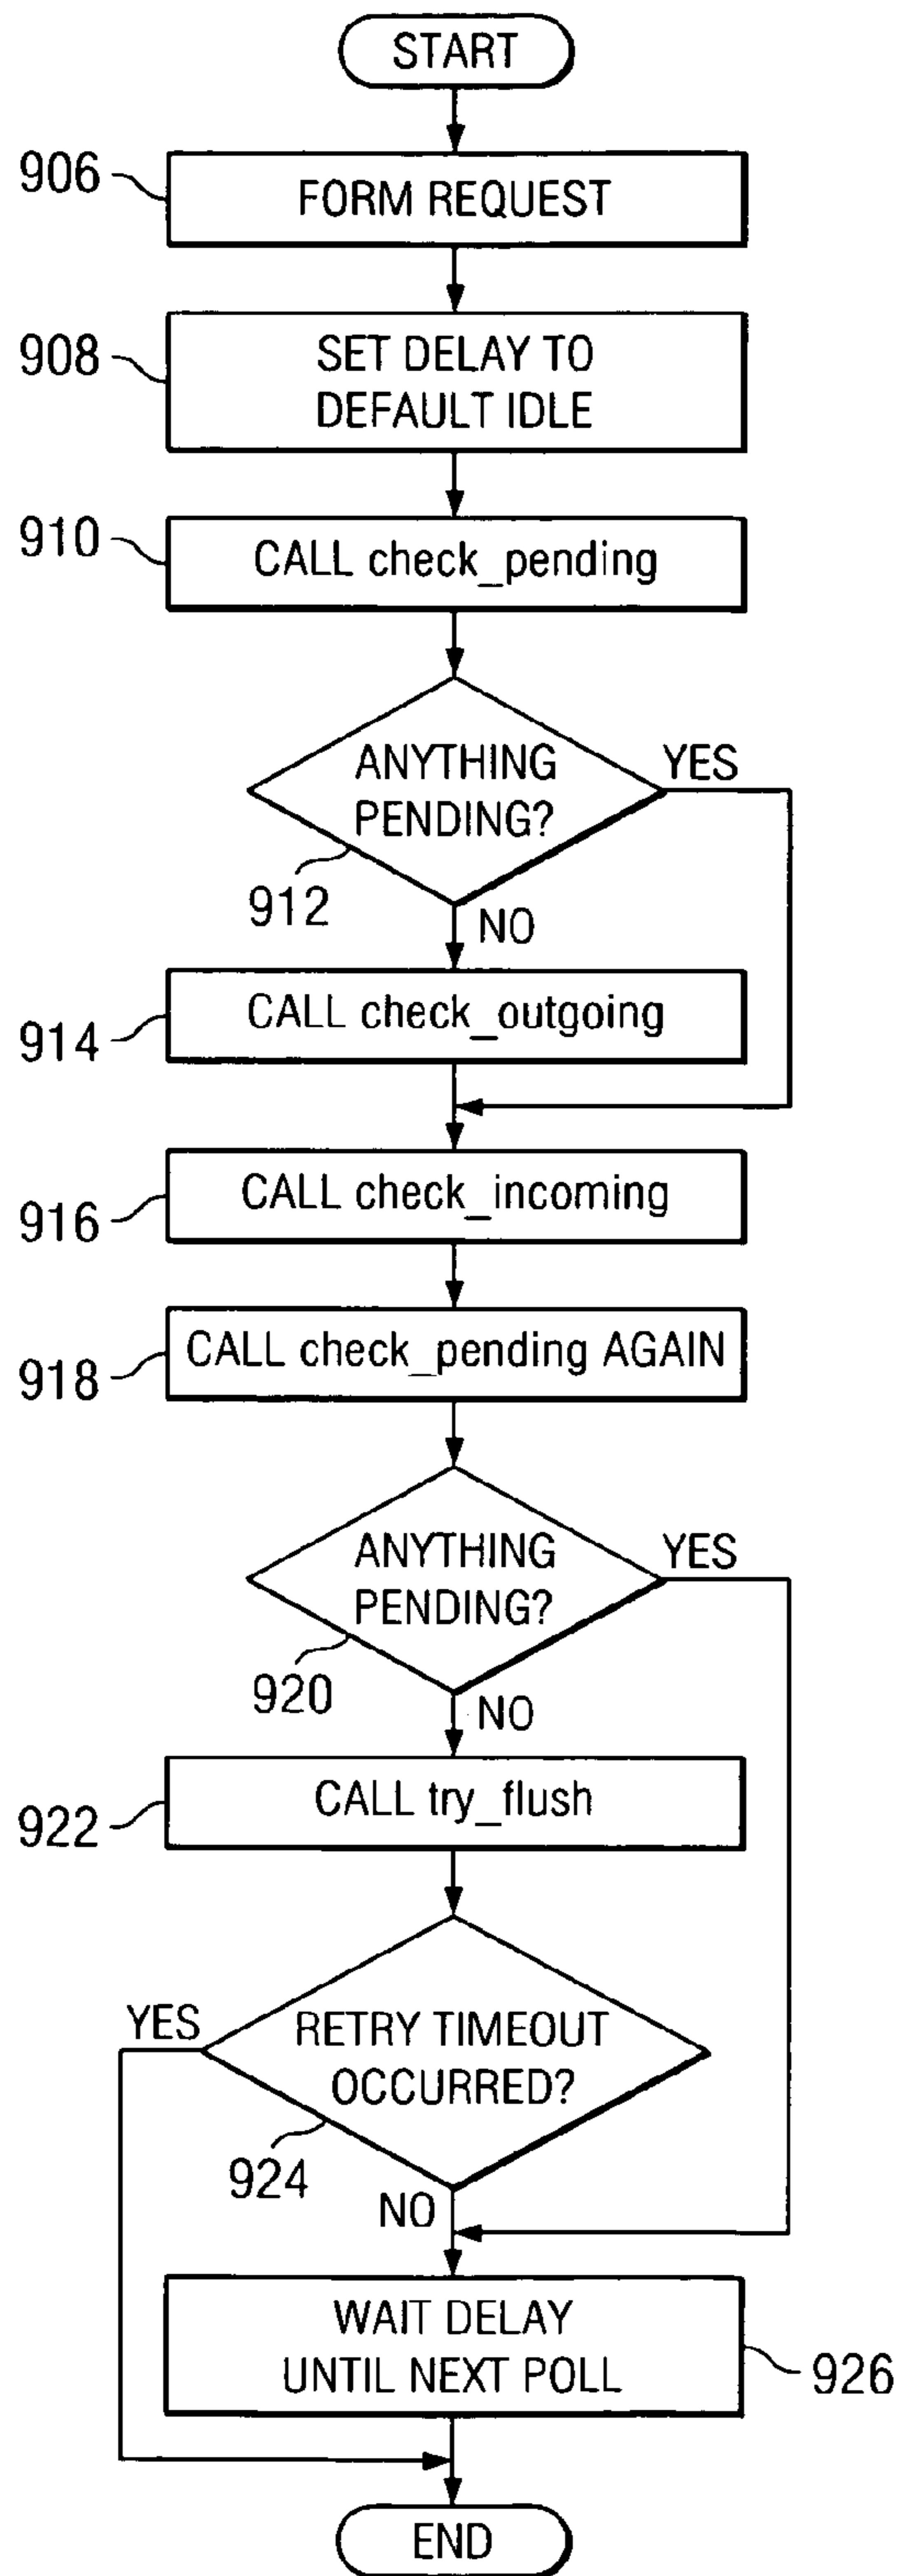 START
906
FORM REQUEST
908
SET DELAY TO
DEFAULT IDLE
910
CALL check_pending
ANYTHING
PENDING?
YES
912
NO
914
CALL check_outgoing
916
CALL check_incoming
918
CALL check_pending AGAIN
ANYTHING
PENDING?
YES
920
NO
922
CALL try_flush
YES
RETRY TIMEOUT
OCCURRED?
924
NO
WAIT DELAY
UNTIL NEXT POLL
926
END